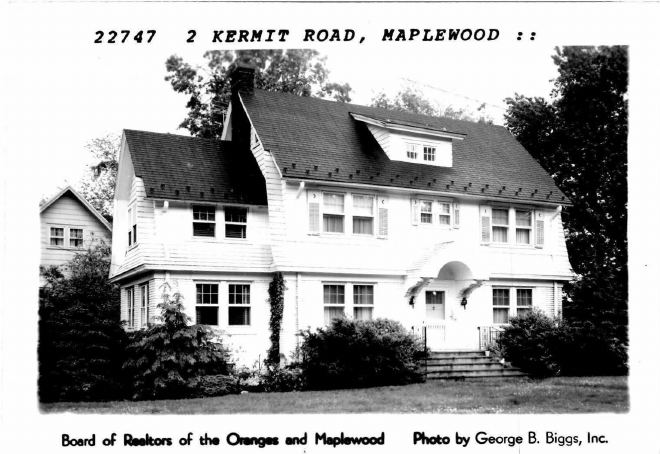 22747 2 KERMIT ROAD, MAPLEWOOD ::
Board of Realtors of the Oranges and Maplewood Photo by George B. Biggs, Inc.